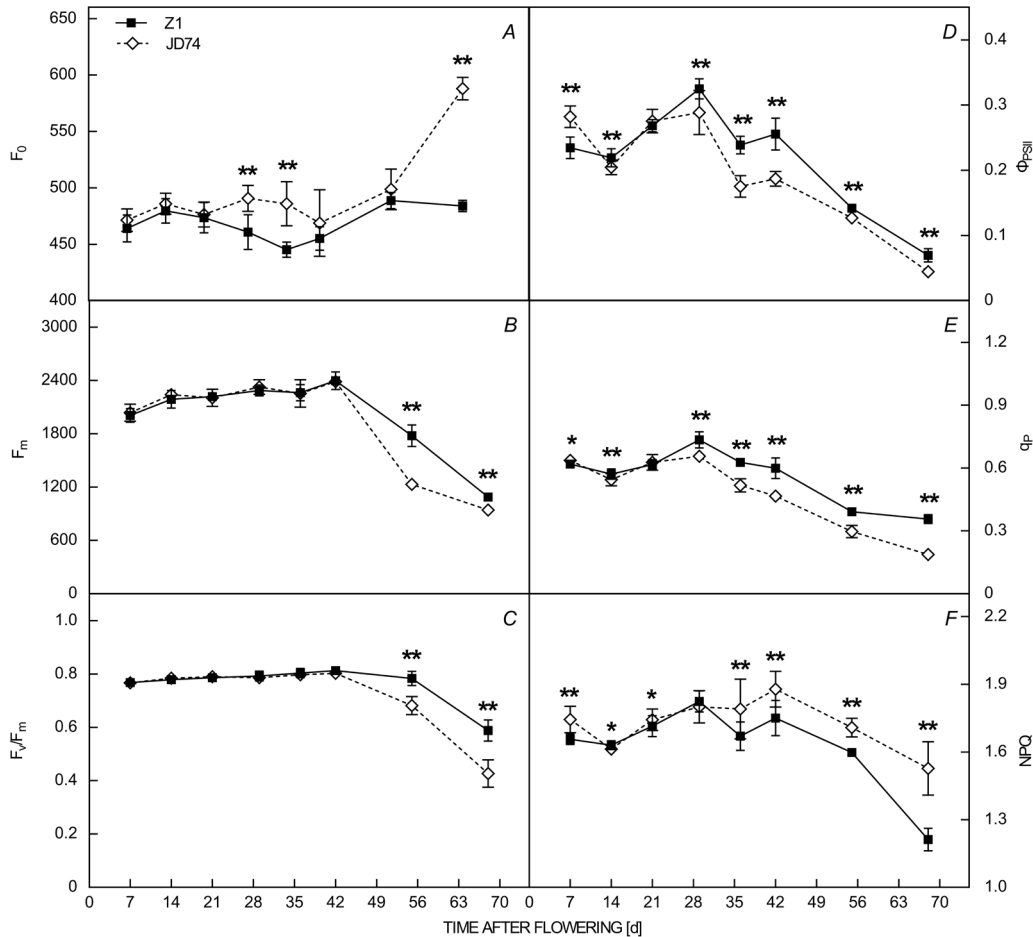 Z1
JD74
A
650
600
550
500
450
400
F0
** ** **
B
3000
2400
1800
1200
600
0
Fm
** **
C
1.0
0.8
0.6
0.4
0.2
0
Fv/Fm
** **
D
0.4
0.3
0.2
0.1
0
ΦPSII
** ** ** ** ** ** **
E
1.2
0.9
0.6
0.3
0
qP
* ** ** ** ** ** **
F
2.2
1.9
1.6
1.3
1.0
NPQ
** * * ** ** ** **
0 7 14 21 28 35 42 49 56 63 70
0 7 14 21 28 35 42 49 56 63 70
TIME AFTER FLOWERING [d]